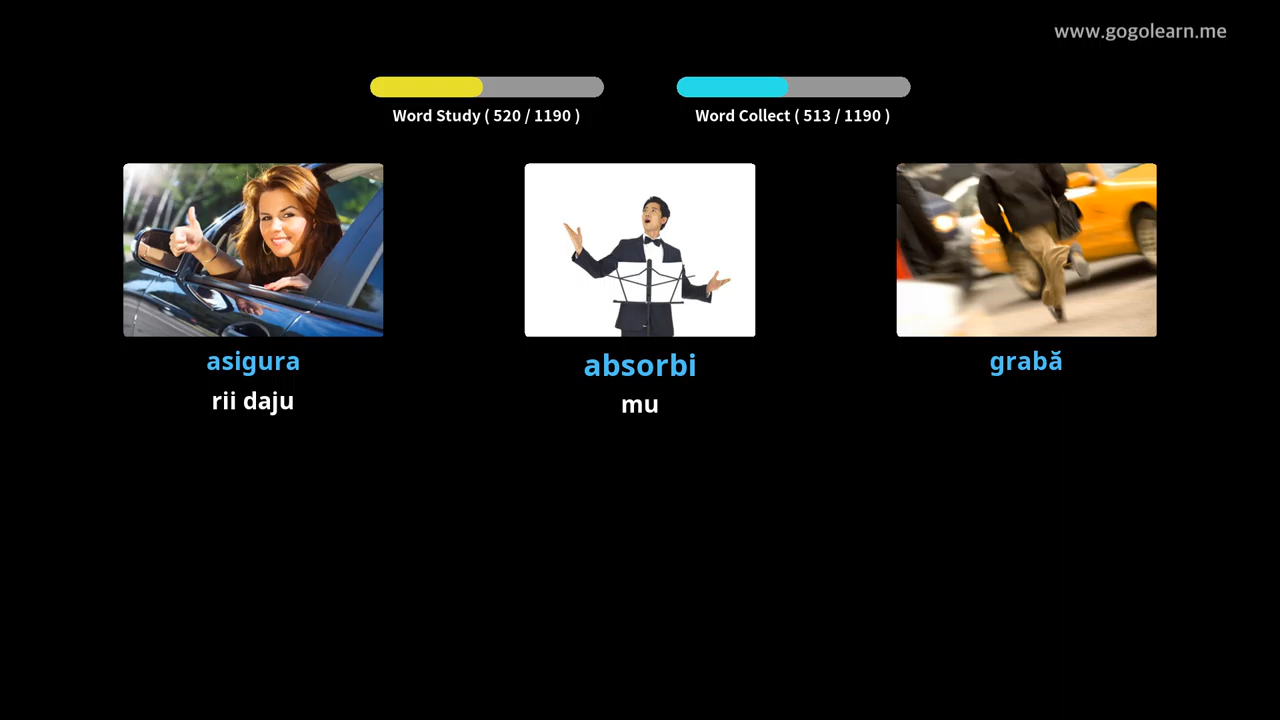 www.gogolearn.me
Word Study ( 520 / 1190 )
Word Collect ( 513 / 1190 )
asigura
rii daju
absorbi
mu
grabă